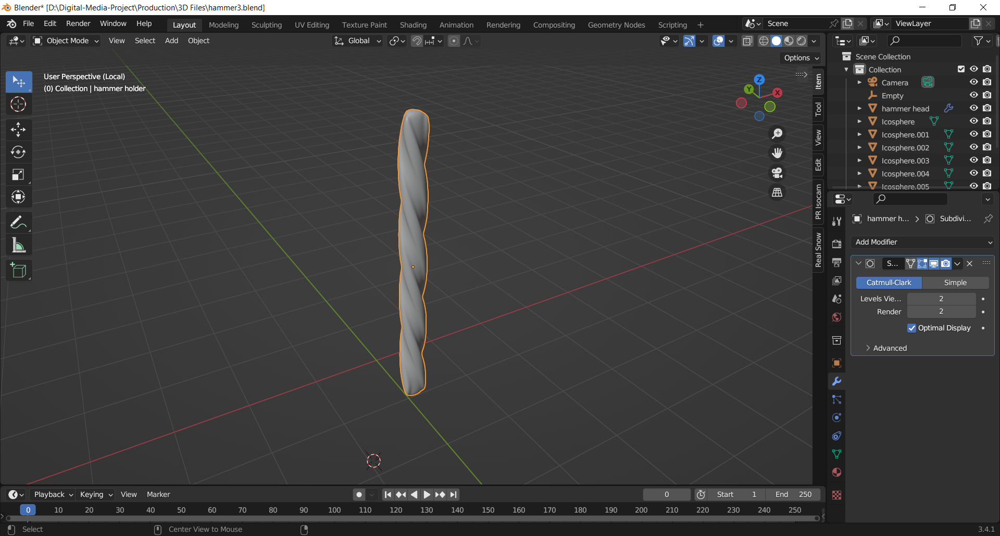 Blender* [D:\Digital-Media-Project\Production\3D Files\hammer3.blend]
File Edit Render Window Help Layout Modeling Sculpting UV Editing Texture Paint Shading Animation Rendering Compositing Geometry Nodes Scripting + Scene ViewLayer
Object Mode View Select Add Object Global
Options
User Perspective (Local)
(0) Collection | hammer holder
Z
Y
X
Item
Tool
View
Edit
PR Isocam
Real Snow
Scene Collection
Collection
Camera
Empty
hammer head
Icosphere
Icosphere.001
Icosphere.002
Icosphere.003
Icosphere.004
Icosphere.005
hammer h... > Subdivi...
Add Modifier
S...
Catmull-Clark Simple
Levels Vie... 2
Render 2
Optimal Display
Advanced
Playback Keying View Marker 0 Start 1 End 250
0 10 20 30 40 50 60 70 80 90 100 110 120 130 140 150 160 170 180 190 200 210 220 230 240 250
Select Center View to Mouse 3.4.1